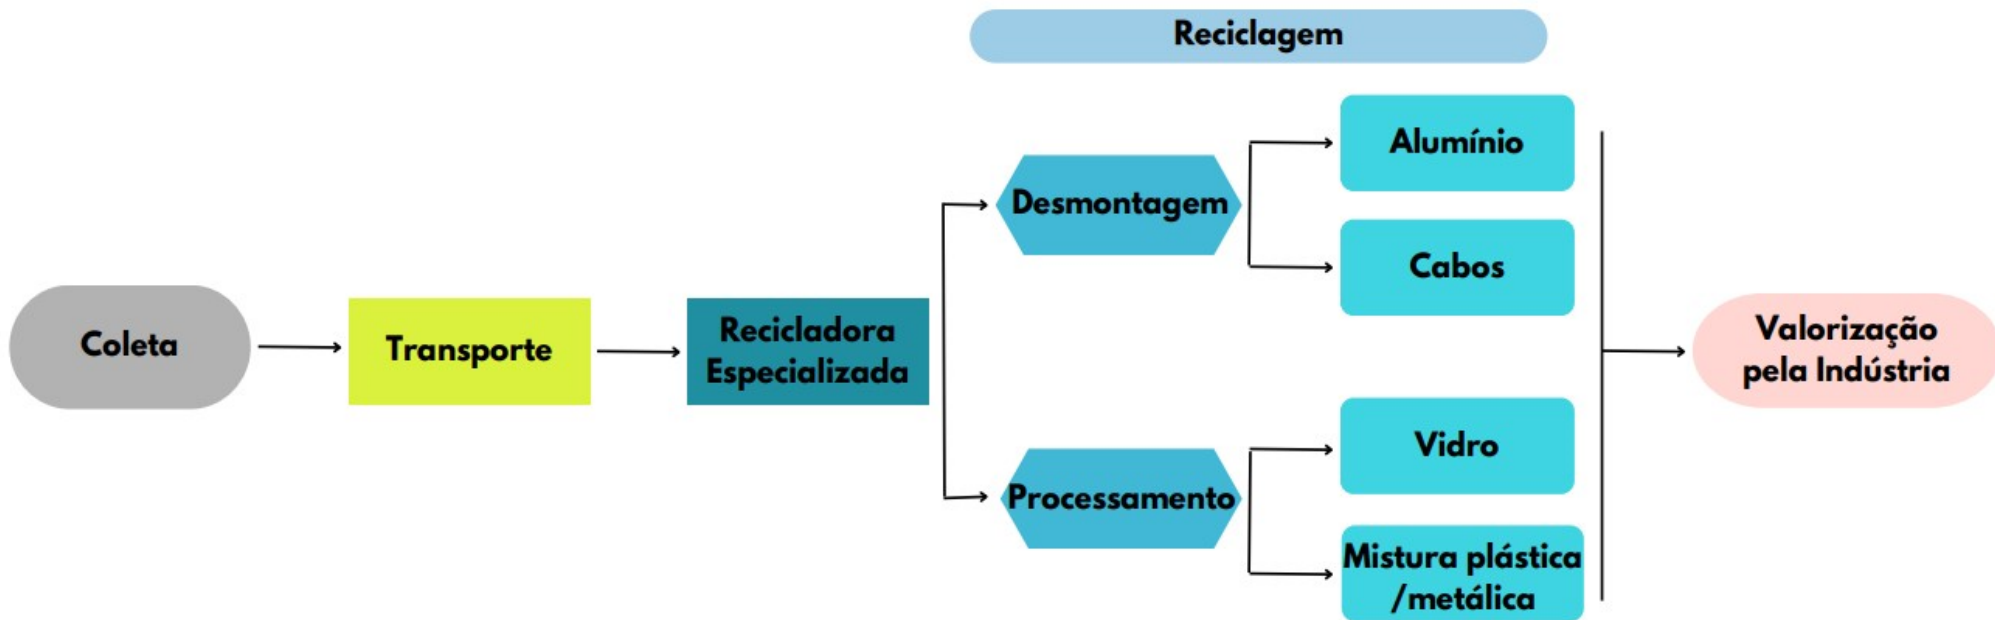 Reciclagem
Coleta
Transporte
Recicladora
Especializada
Desmontagem
Alumínio
Cabos
Processamento
Vidro
Mistura plástica
/metálica
Valorização
pela Indústria